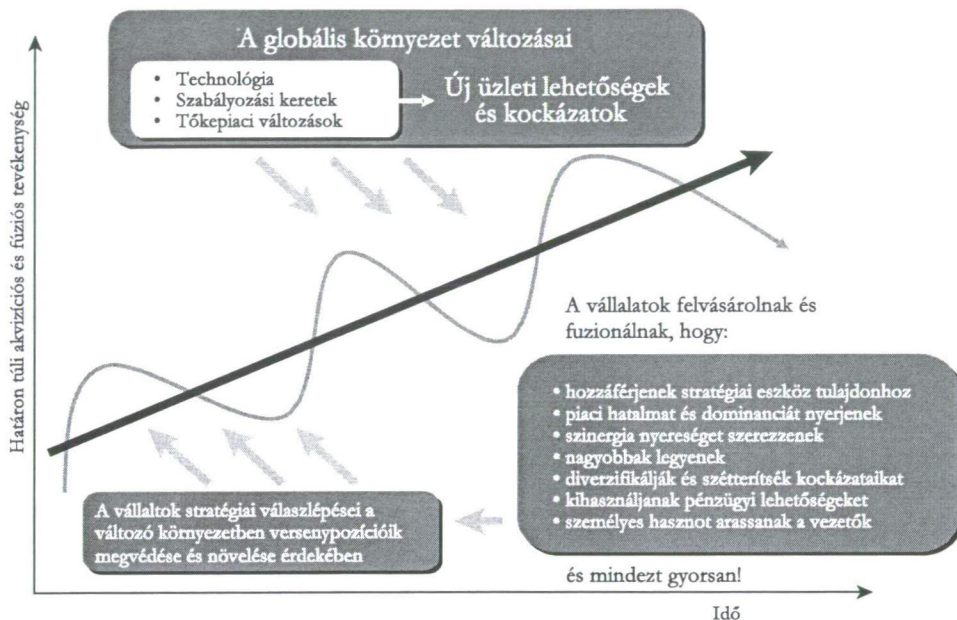 A globális környezet változásai
• Technológia
• Szabályozási keretek
• Tőkepiaci változások
Új üzleti lehetőségek
és kockázatok
Határon túli akvizíciós és fúziós tevékenység
A vállalatok felvásárolnak és
fuzionálnak, hogy:
• hozzáférjenek stratégiai eszköz tulajdonhoz
• piaci hatalmat és dominanciát nyerjenek
• szinergia nyereséget szerezzenek
• nagyobbak legyenek
• diverzifikálják és szétterítsék kockázataikat
• kihasználjanak pénzügyi lehetőségeket
• személyes hasznot arassanak a vezetők
A vállaltok stratégiai válaszlépései a
változó környezetben versenypozícióik
megvédése és növelése érdekében
és mindezt gyorsan!
Idő